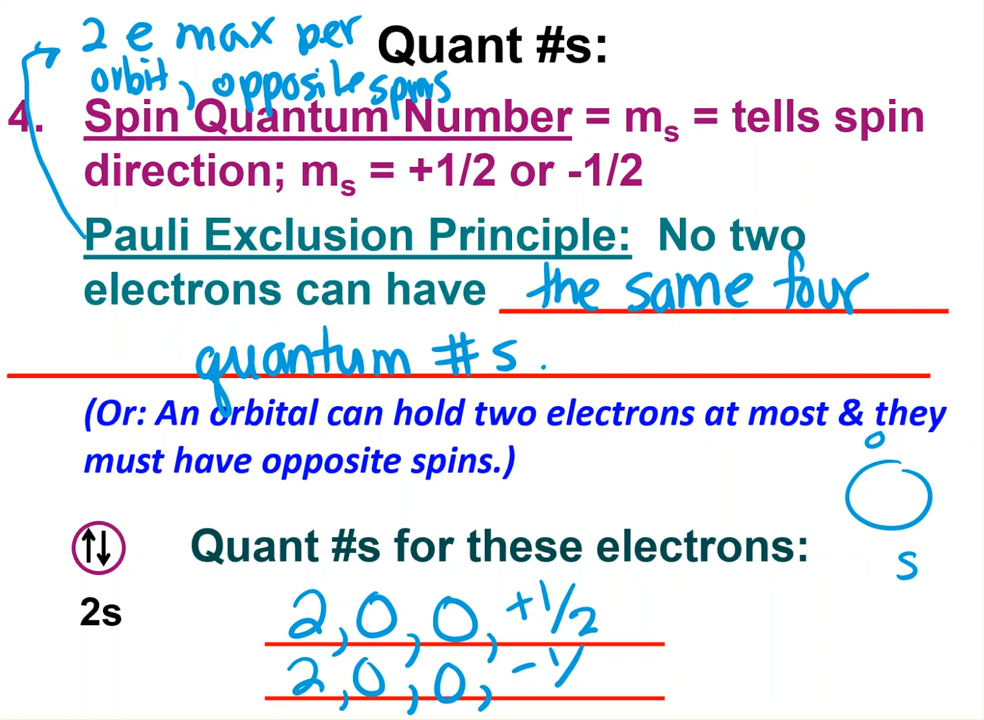 2 e max per
orbit, opposite spins
Quant #s:
4. Spin Quantum Number = mₛ = tells spin
direction; mₛ = +1/2 or -1/2
Pauli Exclusion Principle: No two
electrons can have the same four
quantum #s.
(Or: An orbital can hold two electrons at most & they
must have opposite spins.)
0
s
↑↓ Quant #s for these electrons:
2s
2, 0, 0, +1/2
2, 0, 0, -1/